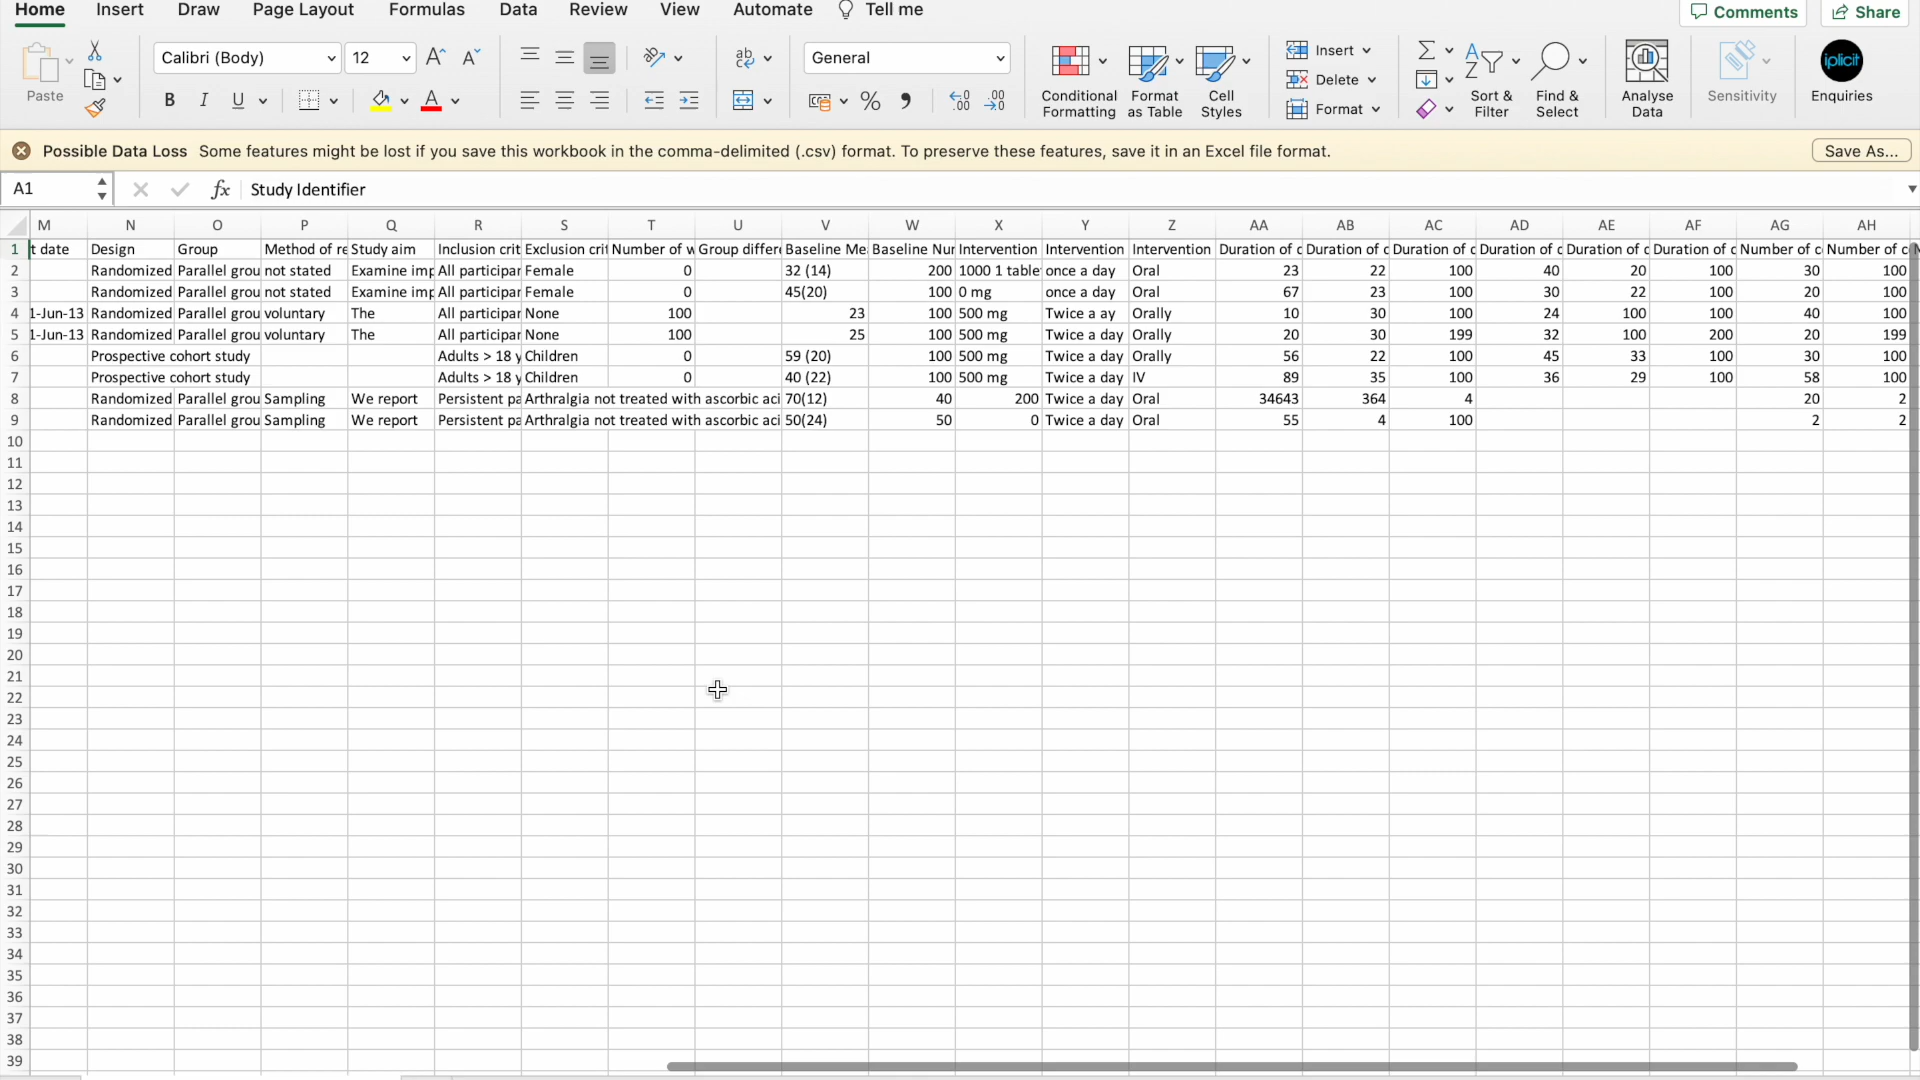 Home Insert Draw Page Layout Formulas Data Review View Automate Tell me Comments Share
Paste Calibri (Body) 12 General Conditional Formatting Format as Table Cell Styles Insert Delete Format Sort & Filter Find & Select Analyse Data Sensitivity iplicit Enquiries
B I U A %
Possible Data Loss Some features might be lost if you save this workbook in the comma-delimited (.csv) format. To preserve these features, save it in an Excel file format. Save As...
A1 fx Study Identifier
M N O P Q R S T U V W X Y Z AA AB AC AD AE AF AG AH
1 t date Design Group Method of re Study aim Inclusion crit Exclusion crit Number of w Group differe Baseline Me Baseline Nur Intervention Intervention Intervention Duration of c Duration of c Duration of c Duration of c Duration of c Duration of c Number of c Number of c
2 Randomized Parallel grou not stated Examine imp All participar Female 0 32 (14) 200 1000 1 table once a day Oral 23 22 100 40 20 100 30 100
3 Randomized Parallel grou not stated Examine imp All participar Female 0 45(20) 100 0 mg once a day Oral 67 23 100 30 22 100 20 100
4 1-Jun-13 Randomized Parallel grou voluntary The All participar None 100 23 100 500 mg Twice a ay Orally 10 30 100 24 100 100 40 100
5 1-Jun-13 Randomized Parallel grou voluntary The All participar None 100 25 100 500 mg Twice a day Orally 20 30 199 32 100 200 20 199
6 Prospective cohort study Adults > 18 y Children 0 59 (20) 100 500 mg Twice a day Orally 56 22 100 45 33 100 30 100
7 Prospective cohort study Adults > 18 y Children 0 40 (22) 100 500 mg Twice a day IV 89 35 100 36 29 100 58 100
8 Randomized Parallel grou Sampling We report Persistent pa Arthralgia not treated with ascorbic aci 70(12) 40 200 Twice a day Oral 34643 364 4 20 2
9 Randomized Parallel grou Sampling We report Persistent pa Arthralgia not treated with ascorbic aci 50(24) 50 0 Twice a day Oral 55 4 100 2 2
10
11
12
13
14
15
16
17
18
19
20
21
22
23
24
25
26
27
28
29
30
31
32
33
34
35
36
37
38
39